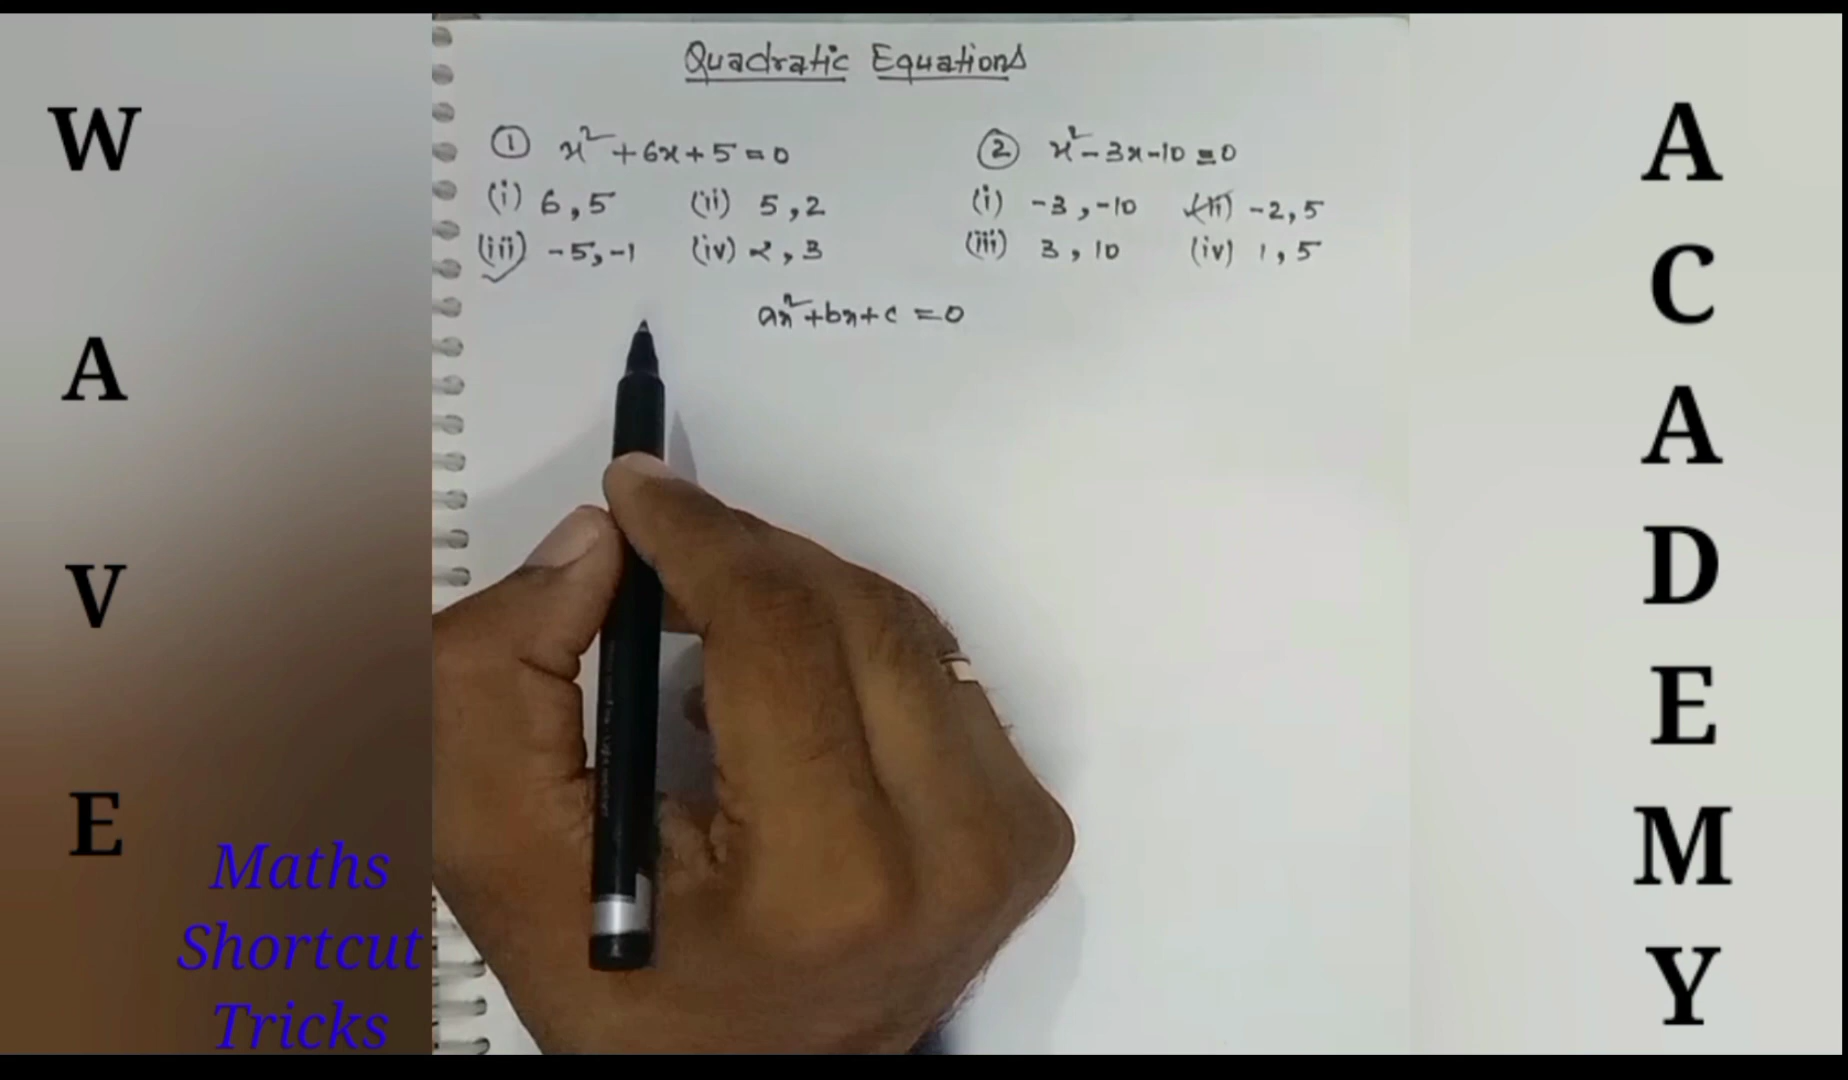 W
A
V
E
Maths
Shortcut
Tricks
Quadratic Equations
① x² + 6x + 5 = 0
(i) 6, 5 (ii) 5, 2
(iii) -5, -1 (iv) 2, 3
② x² - 3x - 10 = 0
(i) -3, -10 (ii) -2, 5
(iii) 3, 10 (iv) 1, 5
ax² + bx + c = 0
A
C
A
D
E
M
Y